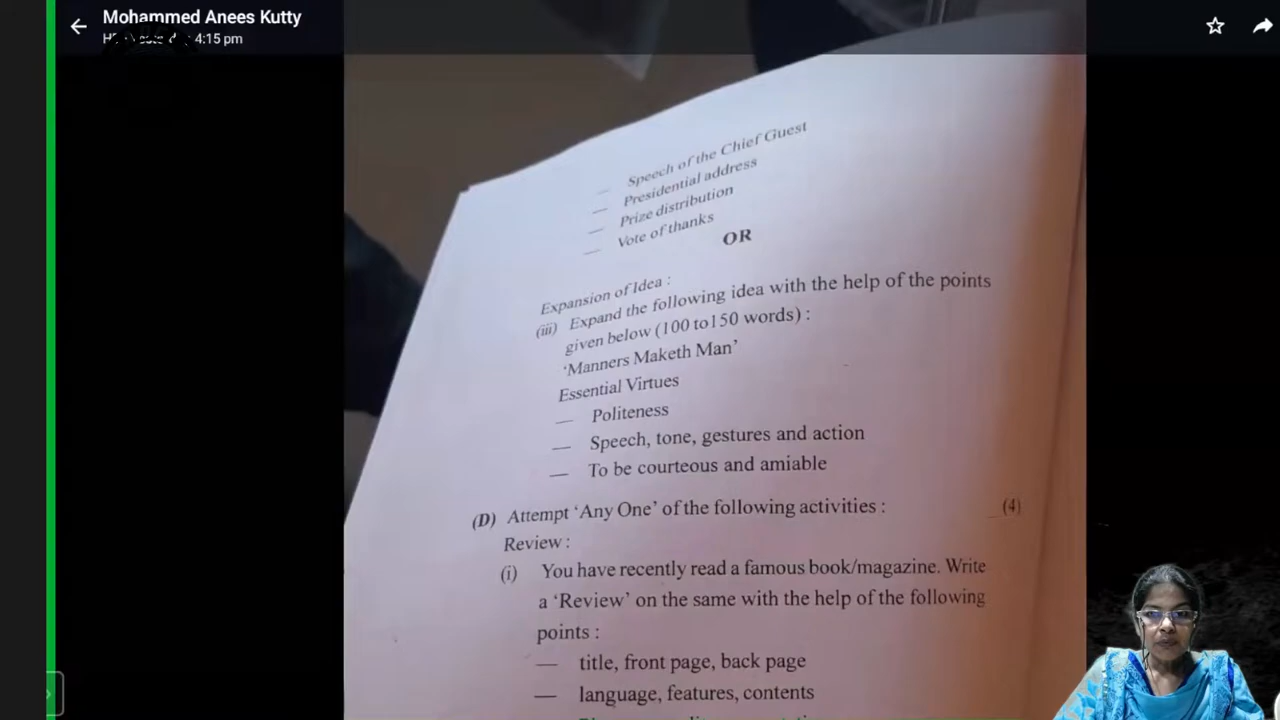 Mohammed Anees Kutty
4:15 pm
— Speech of the Chief Guest
— Presidential address
— Prize distribution
— Vote of thanks
OR
Expansion of Idea :
(iii) Expand the following idea with the help of the points
given below (100 to150 words) :
‘Manners Maketh Man’
Essential Virtues
— Politeness
— Speech, tone, gestures and action
— To be courteous and amiable
(D) Attempt ‘Any One’ of the following activities : (4)
Review :
(i) You have recently read a famous book/magazine. Write
a ‘Review’ on the same with the help of the following
points :
— title, front page, back page
— language, features, contents